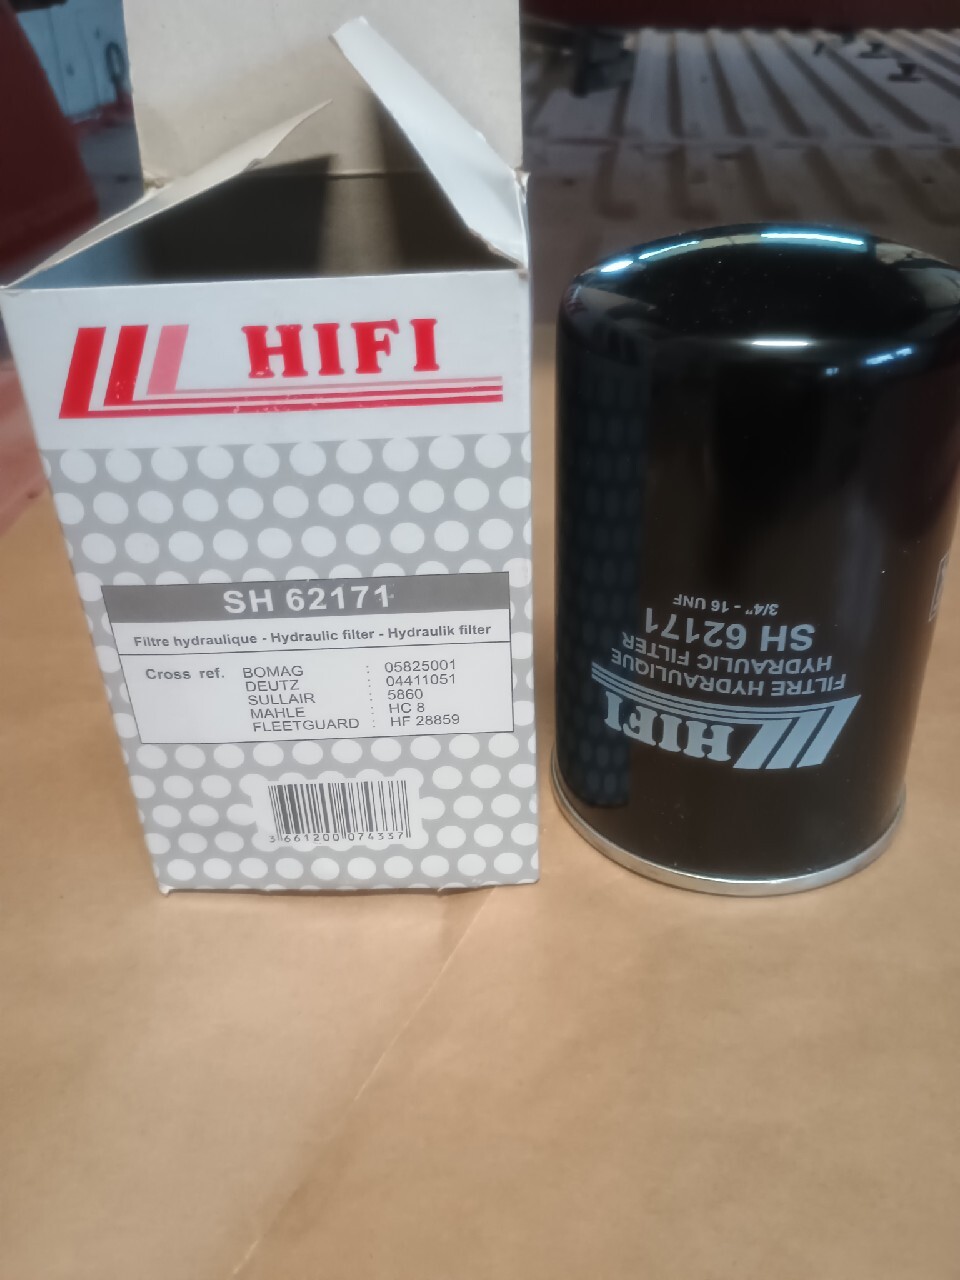 HIFI
SH 62171
Filtre hydraulique - Hydraulic filter - Hydraulik filter
Cross ref. BOMAG : 05825001
DEUTZ : 04411051
SULLAIR : 5860
MAHLE : HC 8
FLEETGUARD : HF 28859
3 661200 074337
HIFI
FILTRE HYDRAULIQUE
HYDRAULIC FILTER
SH 62171
3/4" - 16 UNF